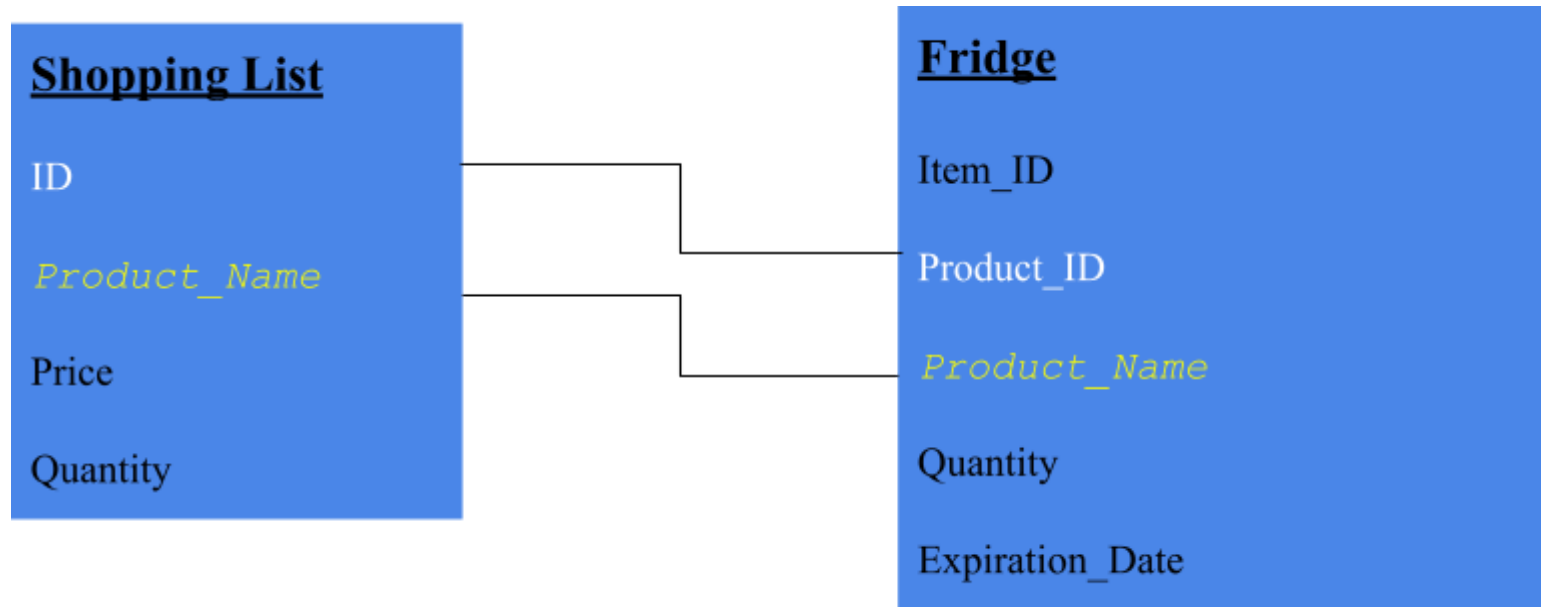 Shopping List
ID
Product_Name
Price
Quantity
Fridge
Item_ID
Product_ID
Product_Name
Quantity
Expiration_Date